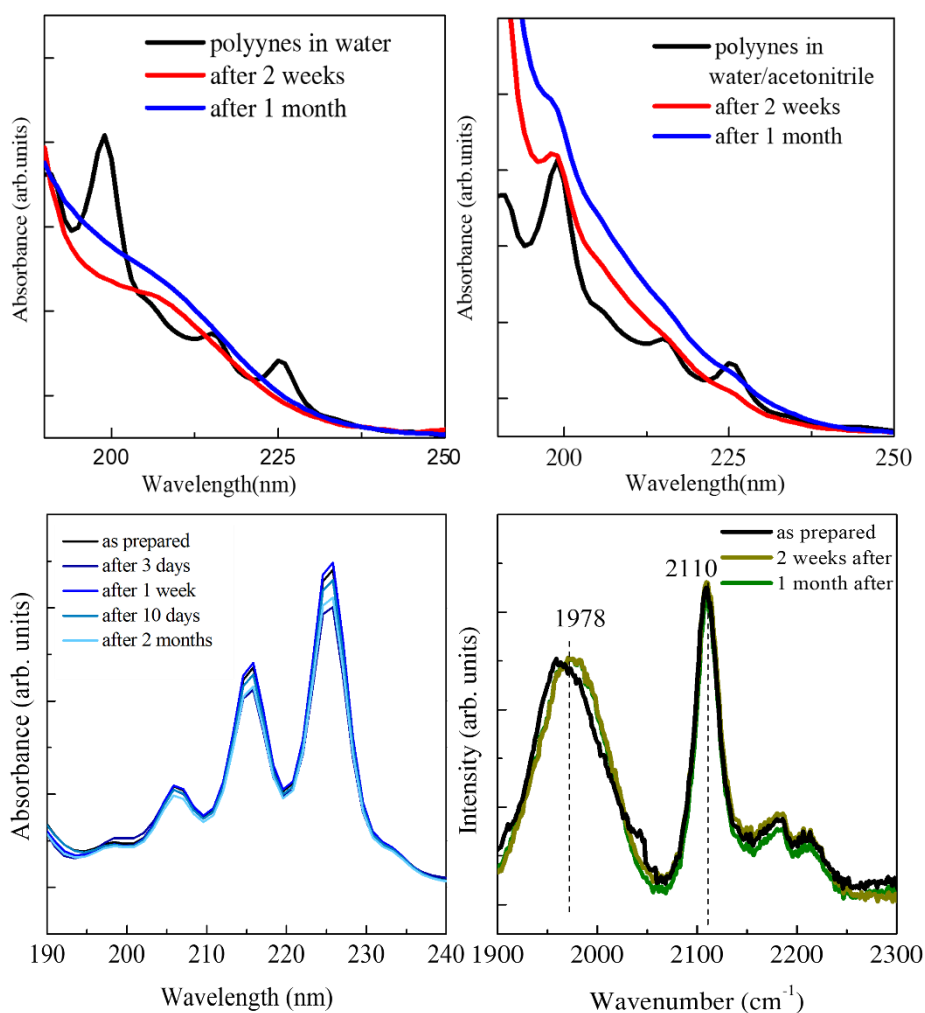 polyynes in water
after 2 weeks
after 1 month
Absorbance (arb.units)
200
225
250
Wavelength(nm)
polyynes in
water/acetonitrile
after 2 weeks
after 1 month
Absorbance (arb.units)
200
225
250
Wavelength(nm)
as prepared
after 3 days
after 1 week
after 10 days
after 2 months
Absorbance (arb. units)
190
200
210
220
230
240
Wavelength (nm)
as prepared
2 weeks after
1 month after
2110
1978
Intensity (arb. units)
1900
2000
2100
2200
2300
Wavenumber (cm⁻¹)